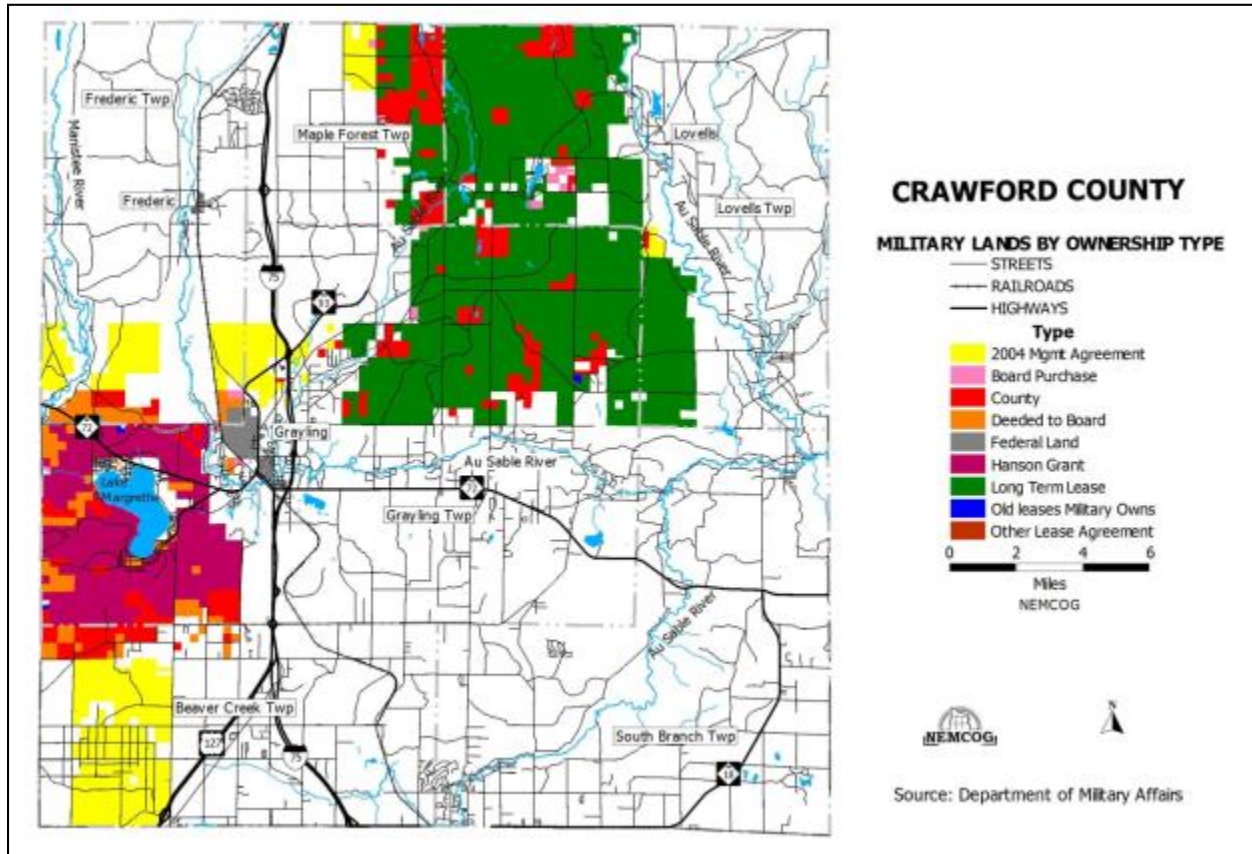 Frederic Twp
Manistee River
Maple Forest Twp
Lovells
Frederic
Au Sable River
Lovells Twp
Au Sable River
75
93
72
Grayling
Lake
Margrethe
Au Sable River
72
Grayling Twp
Au Sable River
Beaver Creek Twp
127
75
South Branch Twp
18
CRAWFORD COUNTY
MILITARY LANDS BY OWNERSHIP TYPE
STREETS
RAILROADS
HIGHWAYS
Type
2004 Mgmt Agreement
Board Purchase
County
Deeded to Board
Federal Land
Hanson Grant
Long Term Lease
Old leases Military Owns
Other Lease Agreement
0 2 4 6
Miles
NEMCOG
NEMCOG
N
Source: Department of Military Affairs